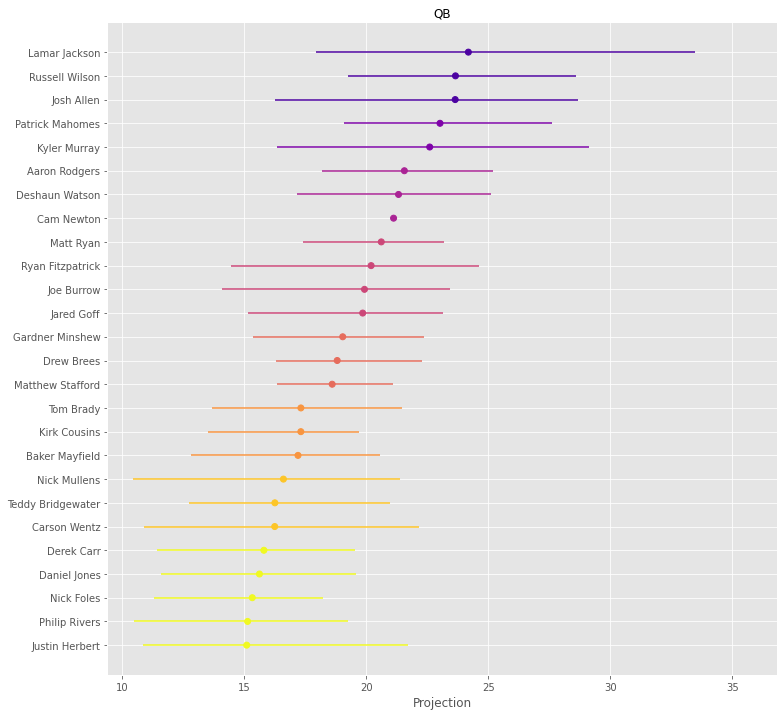 QB
Lamar Jackson
Russell Wilson
Josh Allen
Patrick Mahomes
Kyler Murray
Aaron Rodgers
Deshaun Watson
Cam Newton
Matt Ryan
Ryan Fitzpatrick
Joe Burrow
Jared Goff
Gardner Minshew
Drew Brees
Matthew Stafford
Tom Brady
Kirk Cousins
Baker Mayfield
Nick Mullens
Teddy Bridgewater
Carson Wentz
Derek Carr
Daniel Jones
Nick Foles
Philip Rivers
Justin Herbert
10 15 20 25 30 35
Projection